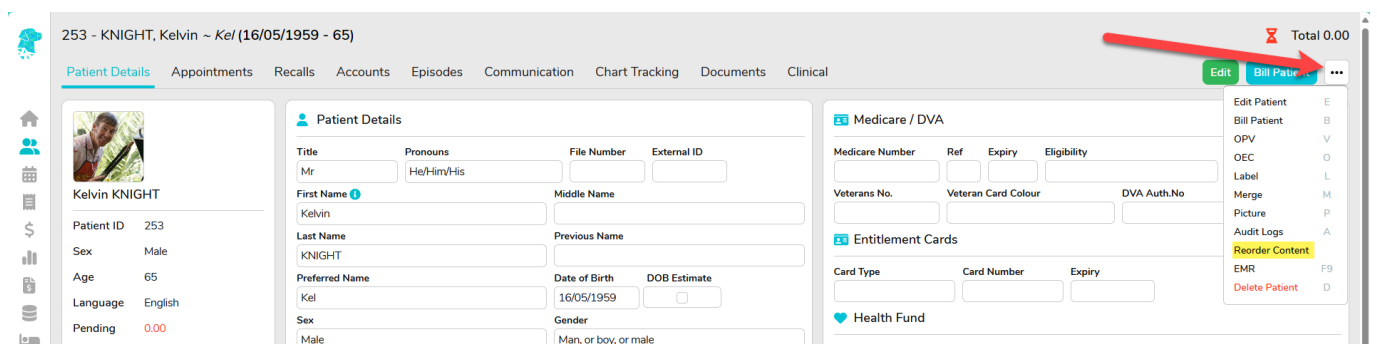 253 - KNIGHT, Kelvin ~ Kel (16/05/1959 - 65)
Total 0.00
Patient Details Appointments Recalls Accounts Episodes Communication Chart Tracking Documents Clinical
Edit Bill Patient ...
Kelvin KNIGHT
Patient ID 253
Sex Male
Age 65
Language English
Pending 0.00
Patient Details
Title Pronouns File Number External ID
Mr He/Him/His
First Name Middle Name
Kelvin
Last Name Previous Name
KNIGHT
Preferred Name Date of Birth DOB Estimate
Kel 16/05/1959
Sex Gender
Male Man, or boy, or male
Medicare / DVA
Medicare Number Ref Expiry Eligibility
Veterans No. Veteran Card Colour DVA Auth.No
Entitlement Cards
Card Type Card Number Expiry
Health Fund
Edit Patient E
Bill Patient B
OPV V
OEC O
Label L
Merge M
Picture P
Audit Logs A
Reorder Content
EMR F9
Delete Patient D